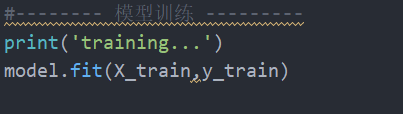 #-------- 模型训练 ---------
print('training...')
model.fit(X_train,y_train)